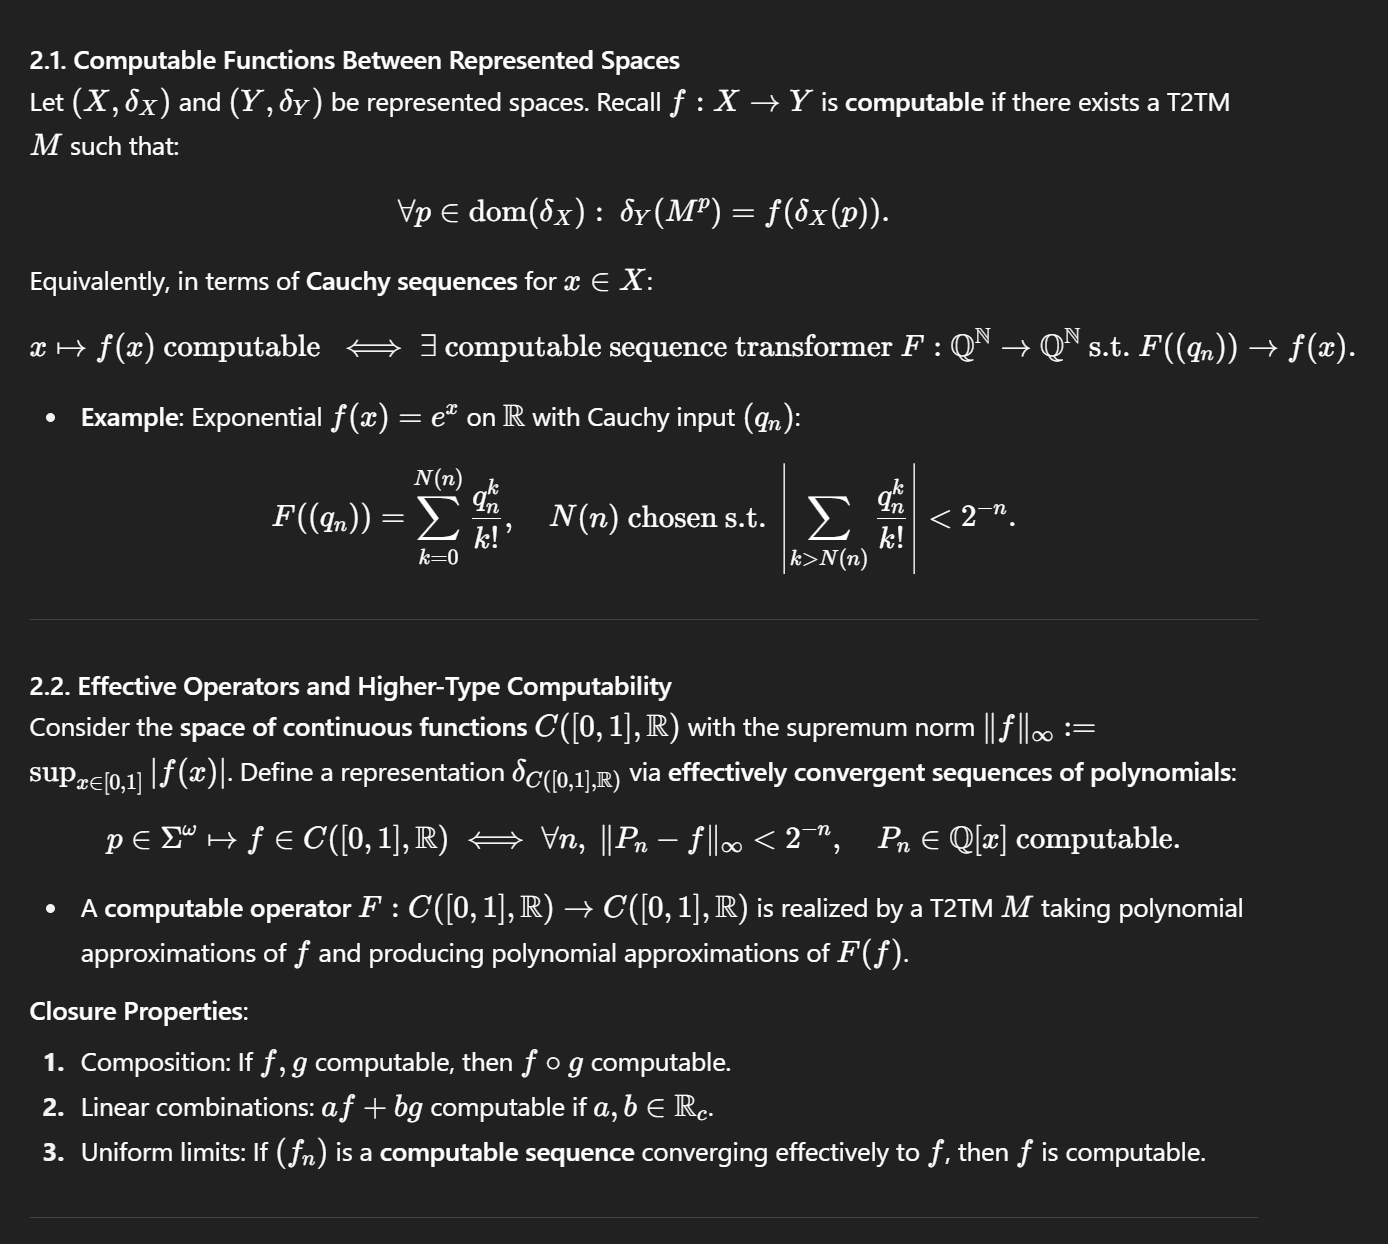 2.1. Computable Functions Between Represented Spaces
Let (X, δ_X) and (Y, δ_Y) be represented spaces. Recall f : X → Y is computable if there exists a T2TM
M such that:
∀p ∈ dom(δ_X) : δ_Y(M^p) = f(δ_X(p)).
Equivalently, in terms of Cauchy sequences for x ∈ X:
x ↦ f(x) computable ⟺ ∃ computable sequence transformer F : ℚ^ℕ → ℚ^ℕ s.t. F((q_n)) → f(x).
• Example: Exponential f(x) = e^x on ℝ with Cauchy input (q_n):
F((q_n)) = ∑_{k=0}^{N(n)} q_n^k / k!, N(n) chosen s.t. |∑_{k>N(n)} q_n^k / k!| < 2^{-n}.
2.2. Effective Operators and Higher-Type Computability
Consider the space of continuous functions C([0, 1], ℝ) with the supremum norm ‖f‖_∞ :=
sup_{x∈[0,1]} |f(x)|. Define a representation δ_{C([0,1],ℝ)} via effectively convergent sequences of polynomials:
p ∈ Σ^ω ↦ f ∈ C([0, 1], ℝ) ⟺ ∀n, ‖P_n − f‖_∞ < 2^{-n}, P_n ∈ ℚ[x] computable.
• A computable operator F : C([0, 1], ℝ) → C([0, 1], ℝ) is realized by a T2TM M taking polynomial
approximations of f and producing polynomial approximations of F(f).
Closure Properties:
1. Composition: If f, g computable, then f ∘ g computable.
2. Linear combinations: af + bg computable if a, b ∈ ℝ_c.
3. Uniform limits: If (f_n) is a computable sequence converging effectively to f, then f is computable.